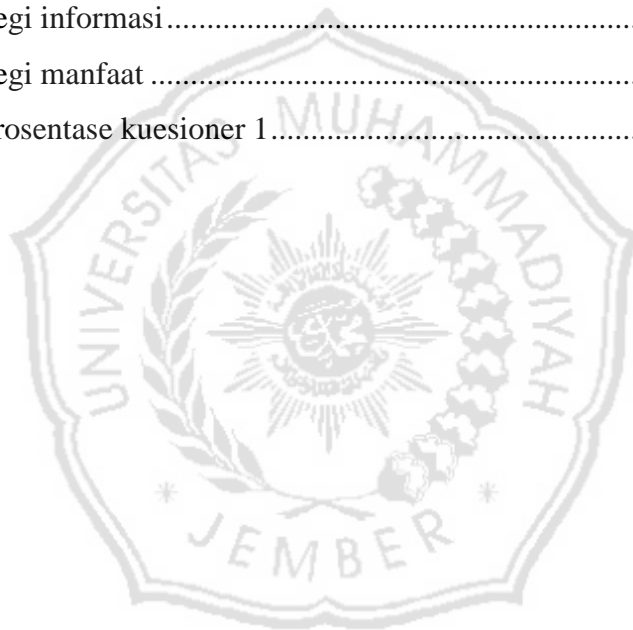 egi informasi.....................................................................
egi manfaat .......................................................................
rosentase kuesioner 1.....................................................
UNIVERSITAS MUHAMMADIYAH
JEMBER